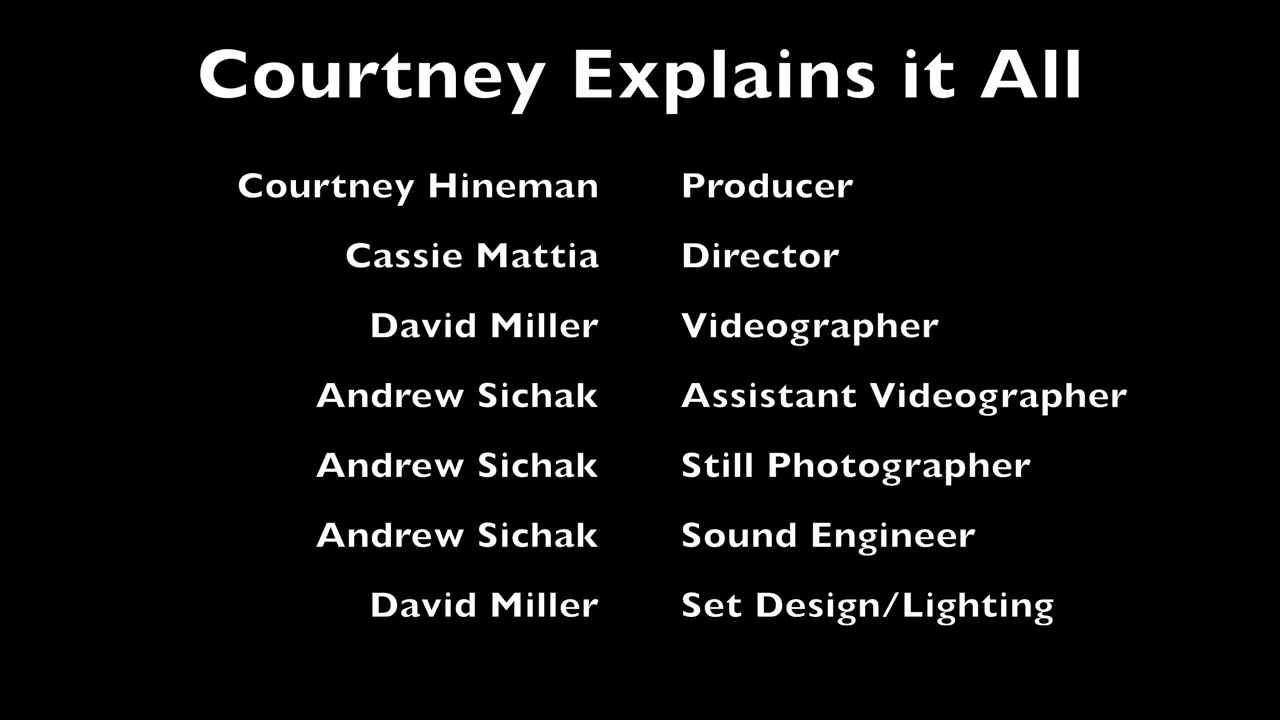 Courtney Explains it All
Courtney Hineman Producer
Cassie Mattia Director
David Miller Videographer
Andrew Sichak Assistant Videographer
Andrew Sichak Still Photographer
Andrew Sichak Sound Engineer
David Miller Set Design/Lighting